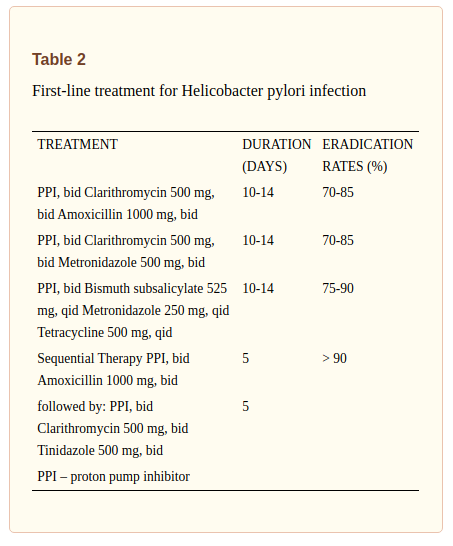 Table 2
First-line treatment for Helicobacter pylori infection
TREATMENT DURATION (DAYS) ERADICATION RATES (%)
PPI, bid Clarithromycin 500 mg, 10-14 70-85
bid Amoxicillin 1000 mg, bid
PPI, bid Clarithromycin 500 mg, 10-14 70-85
bid Metronidazole 500 mg, bid
PPI, bid Bismuth subsalicylate 525 10-14 75-90
mg, qid Metronidazole 250 mg, qid
Tetracycline 500 mg, qid
Sequential Therapy PPI, bid 5 > 90
Amoxicillin 1000 mg, bid
followed by: PPI, bid 5
Clarithromycin 500 mg, bid
Tinidazole 500 mg, bid
PPI – proton pump inhibitor